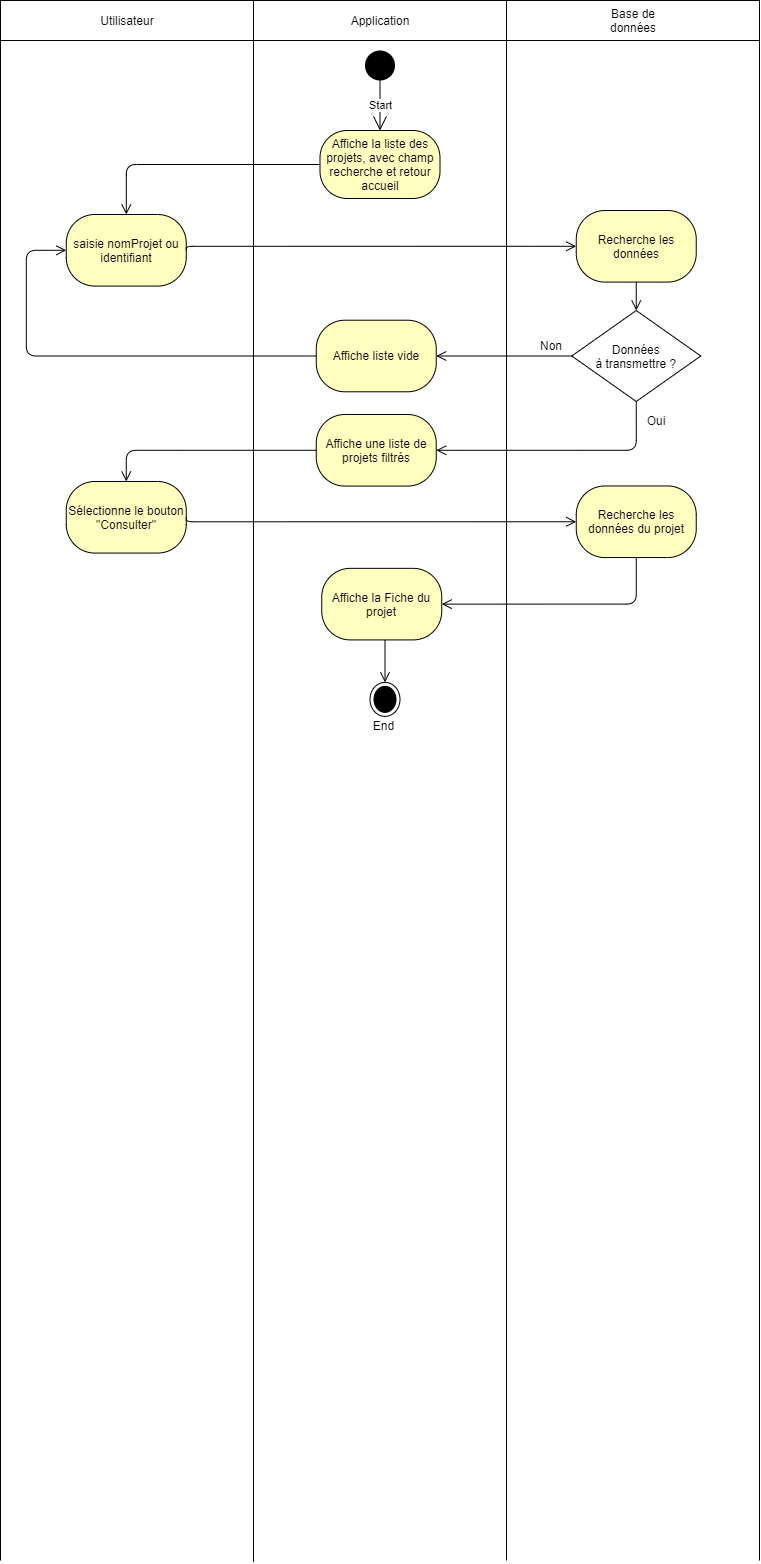 Utilisateur
Application
Base de
données
Start
Affiche la liste des
projets, avec champ
recherche et retour
accueil
saisie nomProjet ou
identifiant
Recherche les
données
Affiche liste vide
Non
Données
à transmettre ?
Oui
Affiche une liste de
projets filtrés
Sélectionne le bouton
"Consulter"
Recherche les
données du projet
Affiche la Fiche du
projet
End